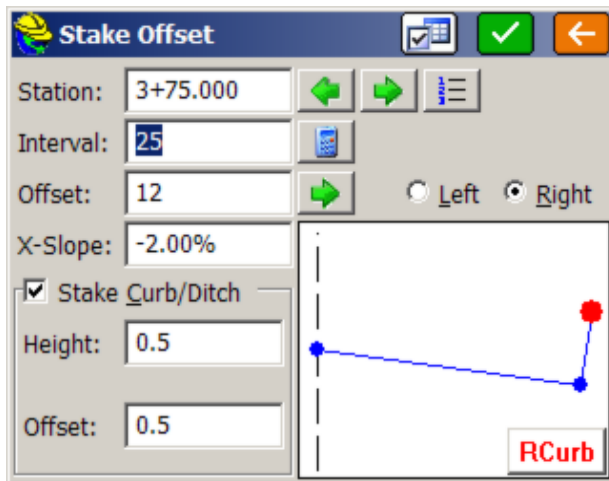 Stake Offset
Station: 3+75.000
Interval: 25
Offset: 12 Left Right
X-Slope: -2.00%
Stake Curb/Ditch
Height: 0.5
Offset: 0.5
RCurb